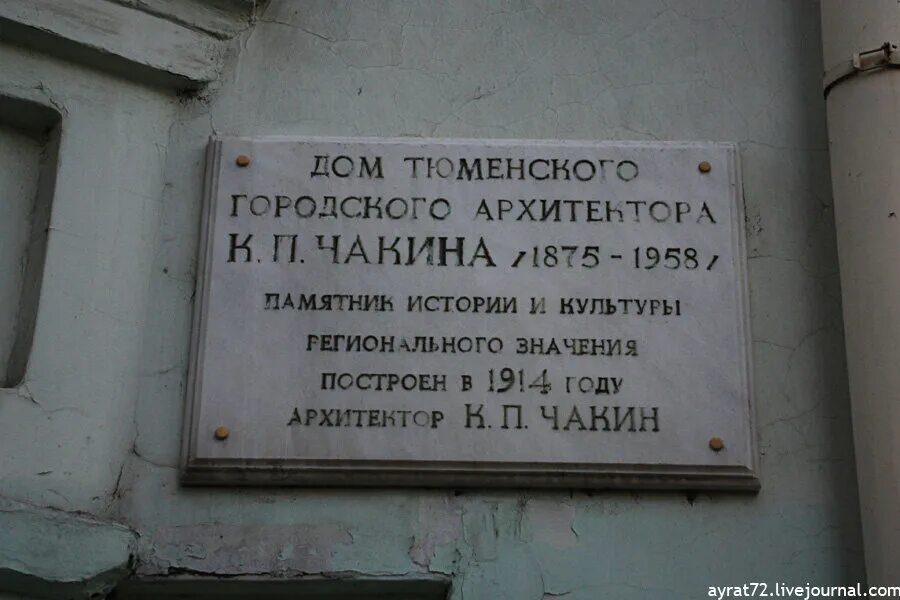 ДОМ ТЮМЕНСКОГО
ГОРОДСКОГО АРХИТЕКТОРА
К. П. ЧАКИНА /1875 - 1958/
ПАМЯТНИК ИСТОРИИ И КУЛЬТУРЫ
РЕГИОНАЛЬНОГО ЗНАЧЕНИЯ
ПОСТРОЕН В 1914 ГОДУ
АРХИТЕКТОР К. П. ЧАКИН
ayrat72.livejournal.com